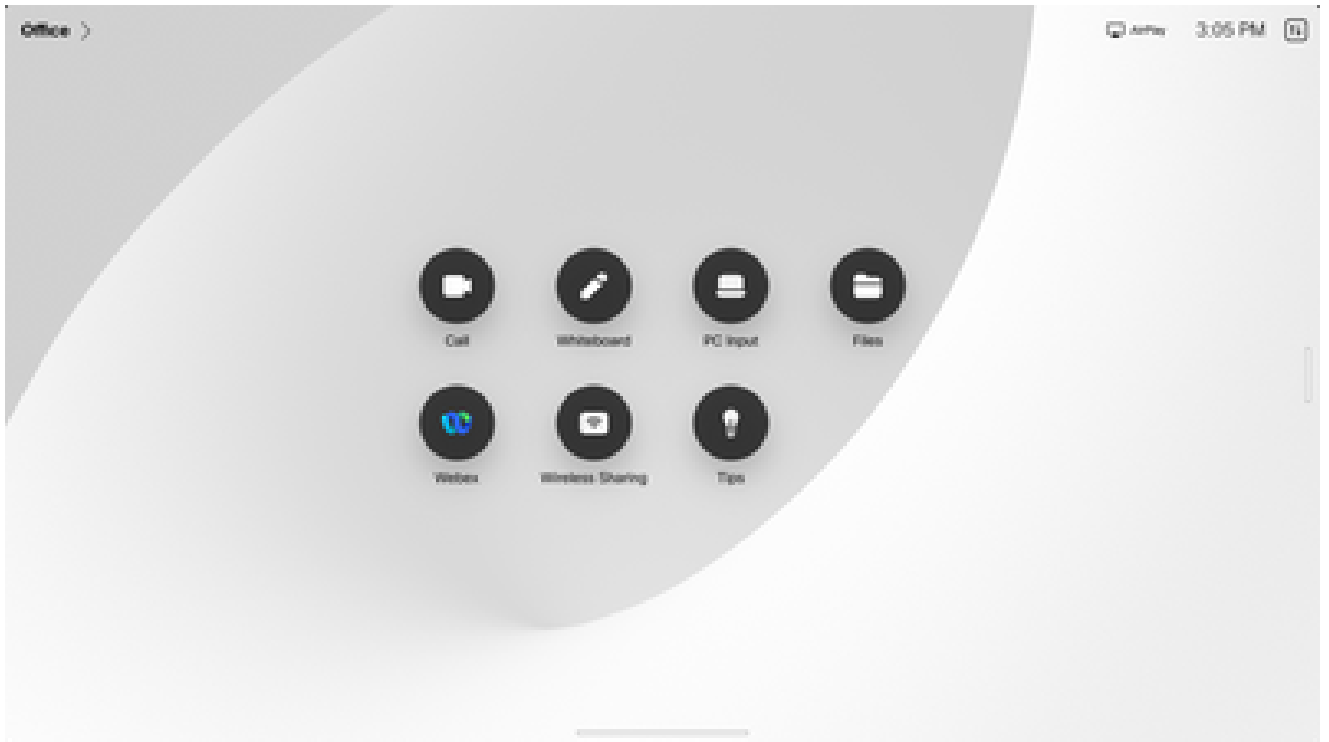 Office
AirPlay 3:05 PM
Call Whiteboard PC Input Files
Webex Wireless Sharing Tips